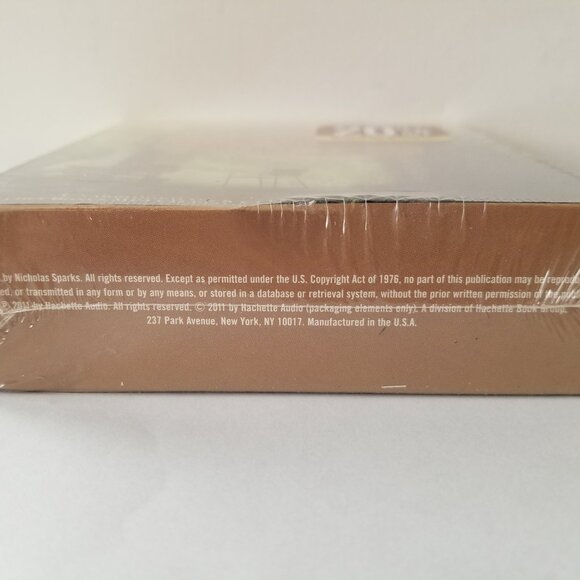 by Nicholas Sparks. All rights reserved. Except as permitted under the U.S. Copyright Act of 1976, no part of this publication may be
or transmitted in any form or by any means, or stored in a database or retrieval system, without the prior written permission of the
℗ 2011 by Hachette Audio. All rights reserved. © 2011 by Hachette Audio (packaging elements only). A division of Hachette Book Group,
237 Park Avenue, New York, NY 10017. Manufactured in the U.S.A.